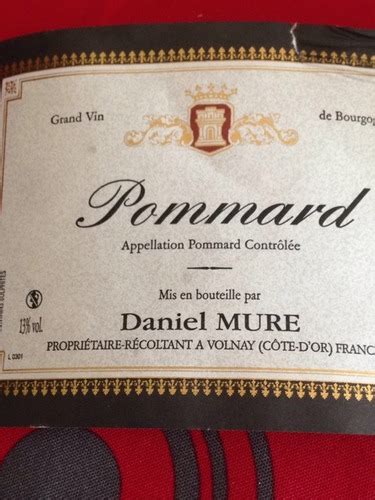 Grand Vin de Bourgog
Pommard
Appellation Pommard Contrôlée
Mis en bouteille par
Daniel MURE
PROPRIÉTAIRE-RÉCOLTANT A VOLNAY (CÔTE-D'OR) FRANC
13% vol.
L 0301